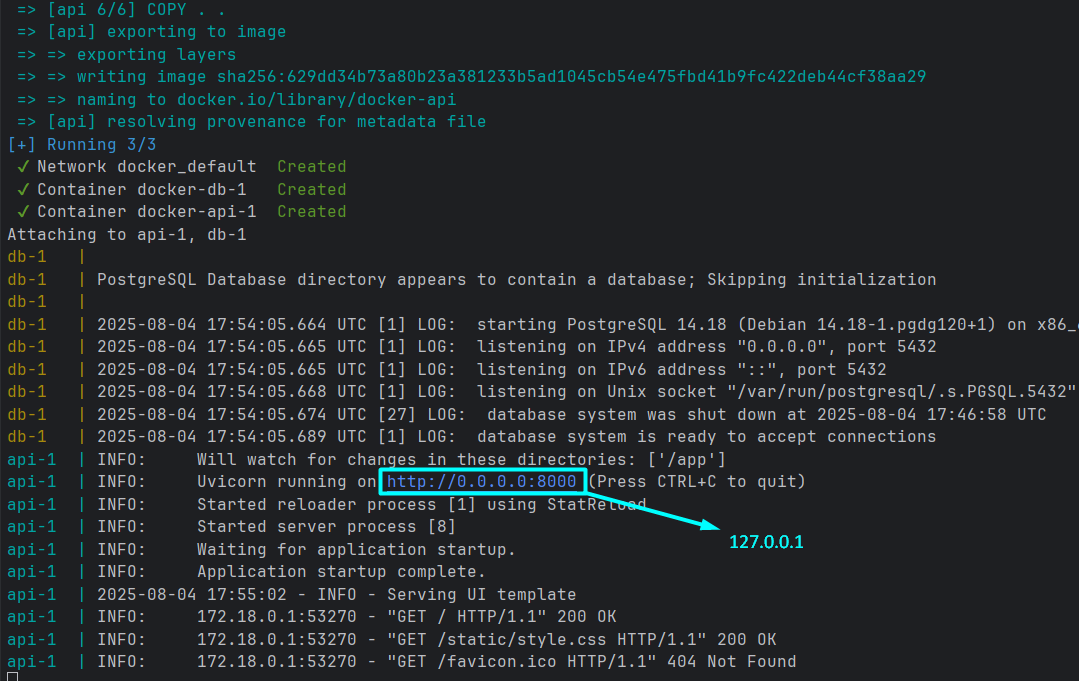 => [api 6/6] COPY . .
=> [api] exporting to image
=> => exporting layers
=> => writing image sha256:629dd34b73a80b23a381233b5ad1045cb54e475fbd41b9fc422deb44cf38aa29
=> => naming to docker.io/library/docker-api
=> [api] resolving provenance for metadata file
[+] Running 3/3
✓ Network docker_default Created
✓ Container docker-db-1 Created
✓ Container docker-api-1 Created
Attaching to api-1, db-1
db-1 |
db-1 | PostgreSQL Database directory appears to contain a database; Skipping initialization
db-1 |
db-1 | 2025-08-04 17:54:05.664 UTC [1] LOG: starting PostgreSQL 14.18 (Debian 14.18-1.pgdg120+1) on
db-1 | 2025-08-04 17:54:05.665 UTC [1] LOG: listening on IPv4 address "0.0.0.0", port 5432
db-1 | 2025-08-04 17:54:05.665 UTC [1] LOG: listening on IPv6 address "::", port 5432
db-1 | 2025-08-04 17:54:05.668 UTC [1] LOG: listening on Unix socket "/var/run/postgresql/.s.PGSQL.5432"
db-1 | 2025-08-04 17:54:05.674 UTC [27] LOG: database system was shut down at 2025-08-04 17:46:58 UTC
db-1 | 2025-08-04 17:54:05.689 UTC [1] LOG: database system is ready to accept connections
api-1 | INFO: Will watch for changes in these directories: ['/app']
api-1 | INFO: Uvicorn running on http://0.0.0.0:8000 (Press CTRL+C to quit)
api-1 | INFO: Started reloader process [1] using StatReload
api-1 | INFO: Started server process [8]
127.0.0.1
api-1 | INFO: Waiting for application startup.
api-1 | INFO: Application startup complete.
api-1 | 2025-08-04 17:55:02 - INFO - Serving UI template
api-1 | INFO: 172.18.0.1:53270 - "GET / HTTP/1.1" 200 OK
api-1 | INFO: 172.18.0.1:53270 - "GET /static/style.css HTTP/1.1" 200 OK
api-1 | INFO: 172.18.0.1:53270 - "GET /favicon.ico HTTP/1.1" 404 Not Found